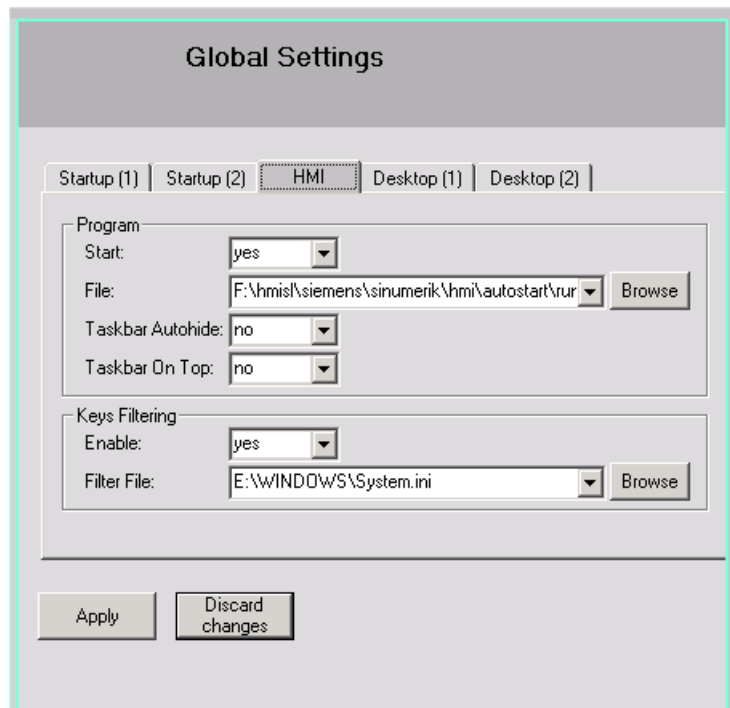 Global Settings
Startup (1) Startup (2) HMI Desktop (1) Desktop (2)
Program
Start: yes
File: F:\hmisl\siemens\sinumerik\hmi\autostart\rur Browse
Taskbar Autohide: no
Taskbar On Top: no
Keys Filtering
Enable: yes
Filter File: E:\WINDOWS\System.ini Browse
Apply Discard
changes